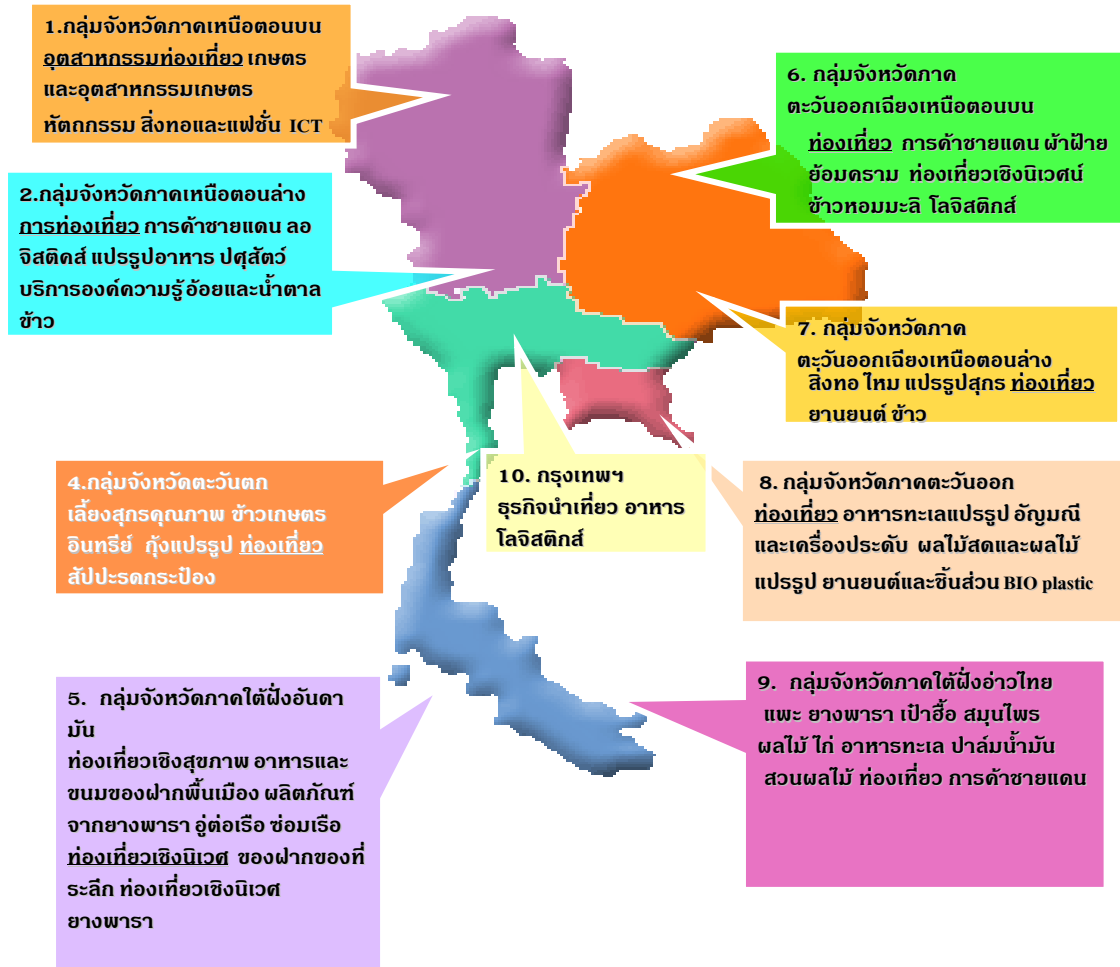 1.กลุ่มจังหวัดภาคเหนือตอนบน
อุตสาหกรรมท่องเที่ยว เกษตร
และอุตสาหกรรมเกษตร
หัตถกรรม สิ่งทอและแฟชั่น ICT
2.กลุ่มจังหวัดภาคเหนือตอนล่าง
การท่องเที่ยว การค้าชายแดน ลอ
จิสติคส์ แปรรูปอาหาร ปศุสัตว์
บริการองค์ความรู้ อ้อยและน้ำตาล
ข้าว
4.กลุ่มจังหวัดตะวันตก
เลี้ยงสุกรคุณภาพ ข้าวเกษตร
อินทรีย์ กุ้งแปรรูป ท่องเที่ยว
สัปปะรดกระป๋อง
5. กลุ่มจังหวัดภาคใต้ฝั่งอันดา
มัน
ท่องเที่ยวเชิงสุขภาพ อาหารและ
ขนมของฝากพื้นเมือง ผลิตภัณฑ์
จากยางพารา อู่ต่อเรือ ซ่อมเรือ
ท่องเที่ยวเชิงนิเวศ ของฝากของที่
ระลึก ท่องเที่ยวเชิงนิเวศ
ยางพารา
6. กลุ่มจังหวัดภาค
ตะวันออกเฉียงเหนือตอนบน
ท่องเที่ยว การค้าชายแดน ผ้าฝ้าย
ย้อมคราม ท่องเที่ยวเชิงนิเวศน์
ข้าวหอมมะลิ โลจิสติกส์
7. กลุ่มจังหวัดภาค
ตะวันออกเฉียงเหนือตอนล่าง
สิ่งทอ ไหม แปรรูปสุกร ท่องเที่ยว
ยานยนต์ ข้าว
8. กลุ่มจังหวัดภาคตะวันออก
ท่องเที่ยว อาหารทะเลแปรรูป อัญมณี
และเครื่องประดับ ผลไม้สดและผลไม้
แปรรูป ยานยนต์และชิ้นส่วน BIO plastic
9. กลุ่มจังหวัดภาคใต้ฝั่งอ่าวไทย
แพะ ยางพารา เป๋าฮื้อ สมุนไพร
ผลไม้ ไก่ อาหารทะเล ปาล์มน้ำมัน
สวนผลไม้ ท่องเที่ยว การค้าชายแดน
10. กรุงเทพฯ
ธุรกิจนำเที่ยว อาหาร
โลจิสติกส์